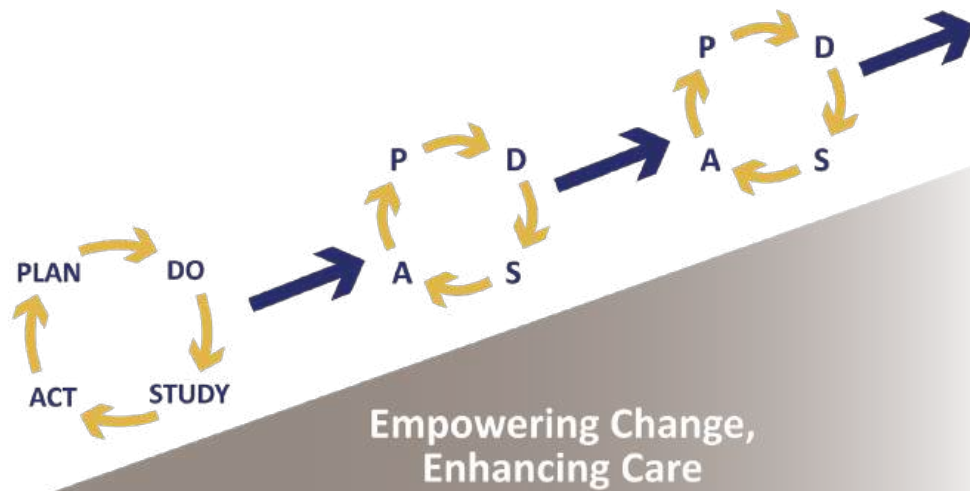 PLAN
DO
STUDY
ACT
P
D
S
A
P
D
S
A
Empowering Change,
Enhancing Care